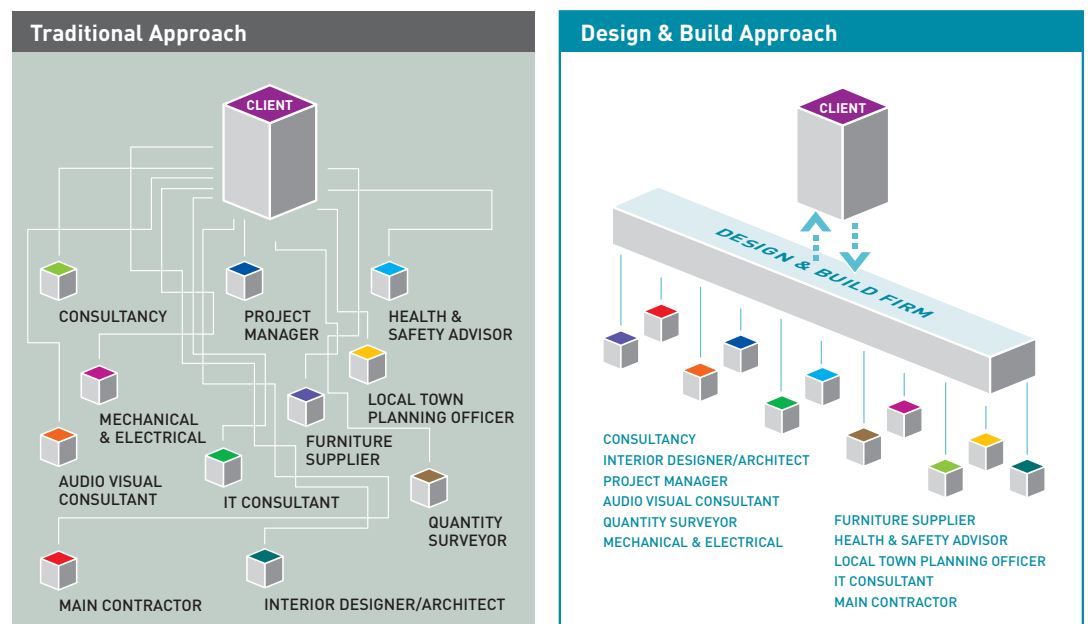 Traditional Approach
CLIENT
CONSULTANCY
PROJECT
MANAGER
HEALTH &
SAFETY ADVISOR
MECHANICAL
& ELECTRICAL
LOCAL TOWN
PLANNING OFFICER
FURNITURE
SUPPLIER
AUDIO VISUAL
CONSULTANT
IT CONSULTANT
QUANTITY
SURVEYOR
MAIN CONTRACTOR
INTERIOR DESIGNER/ARCHITECT
Design & Build Approach
CLIENT
DESIGN & BUILD FIRM
CONSULTANCY
INTERIOR DESIGNER/ARCHITECT
PROJECT MANAGER
AUDIO VISUAL CONSULTANT
QUANTITY SURVEYOR
MECHANICAL & ELECTRICAL
FURNITURE SUPPLIER
HEALTH & SAFETY ADVISOR
LOCAL TOWN PLANNING OFFICER
IT CONSULTANT
MAIN CONTRACTOR